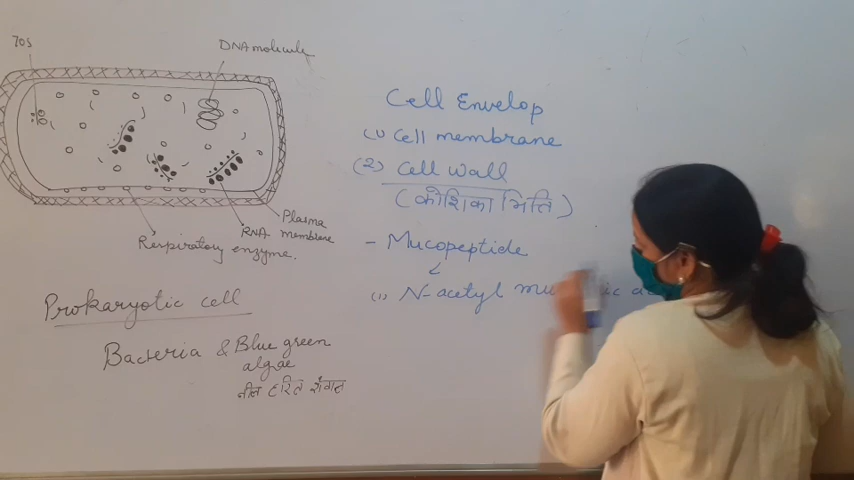 70s
DNA molecule
Plasma
membrane
RNA
Respiratory enzyme.
Prokaryotic cell
Bacteria & Blue green
algae
नील हरित शैवाल
Cell Envelop
(1) Cell membrane
(2) Cell wall
(कोशिका भिति)
- Mucopeptide
(1) N-acetyl